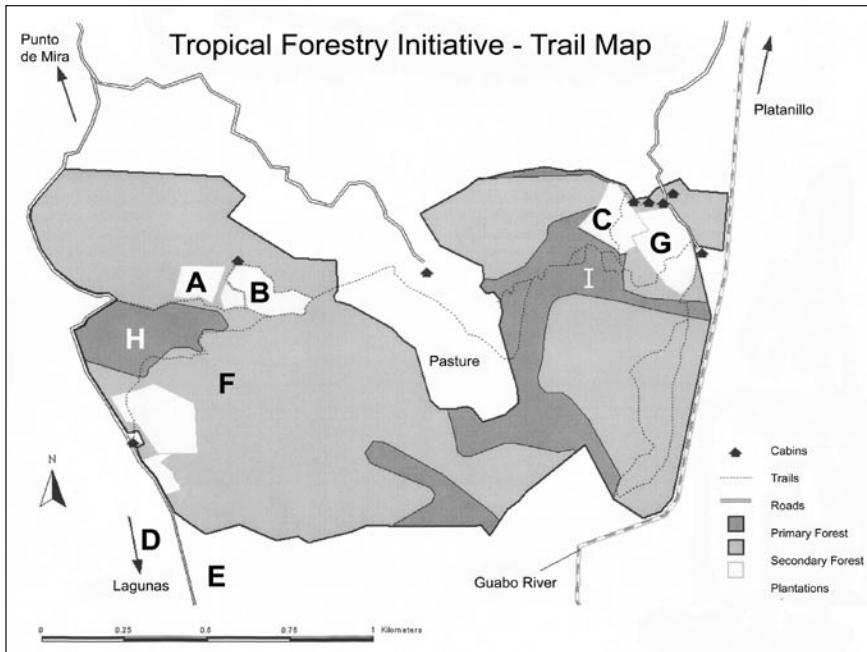 Tropical Forestry Initiative - Trail Map
Punto
de Mira
Platanillo
C
G
A
B
I
H
Pasture
F
Cabins
Trails
Roads
Primary Forest
Secondary Forest
Plantations
N
D
Lagunas
E
Guabo River
0 0.25 0.5 0.75 1 Kilometers